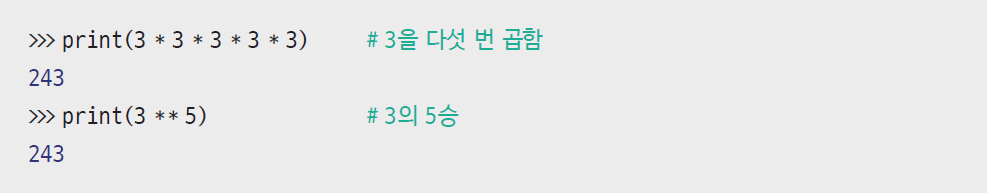 >>> print(3 * 3 * 3 * 3 * 3) # 3을 다섯 번 곱함
243
>>> print(3 ** 5) # 3의 5승
243